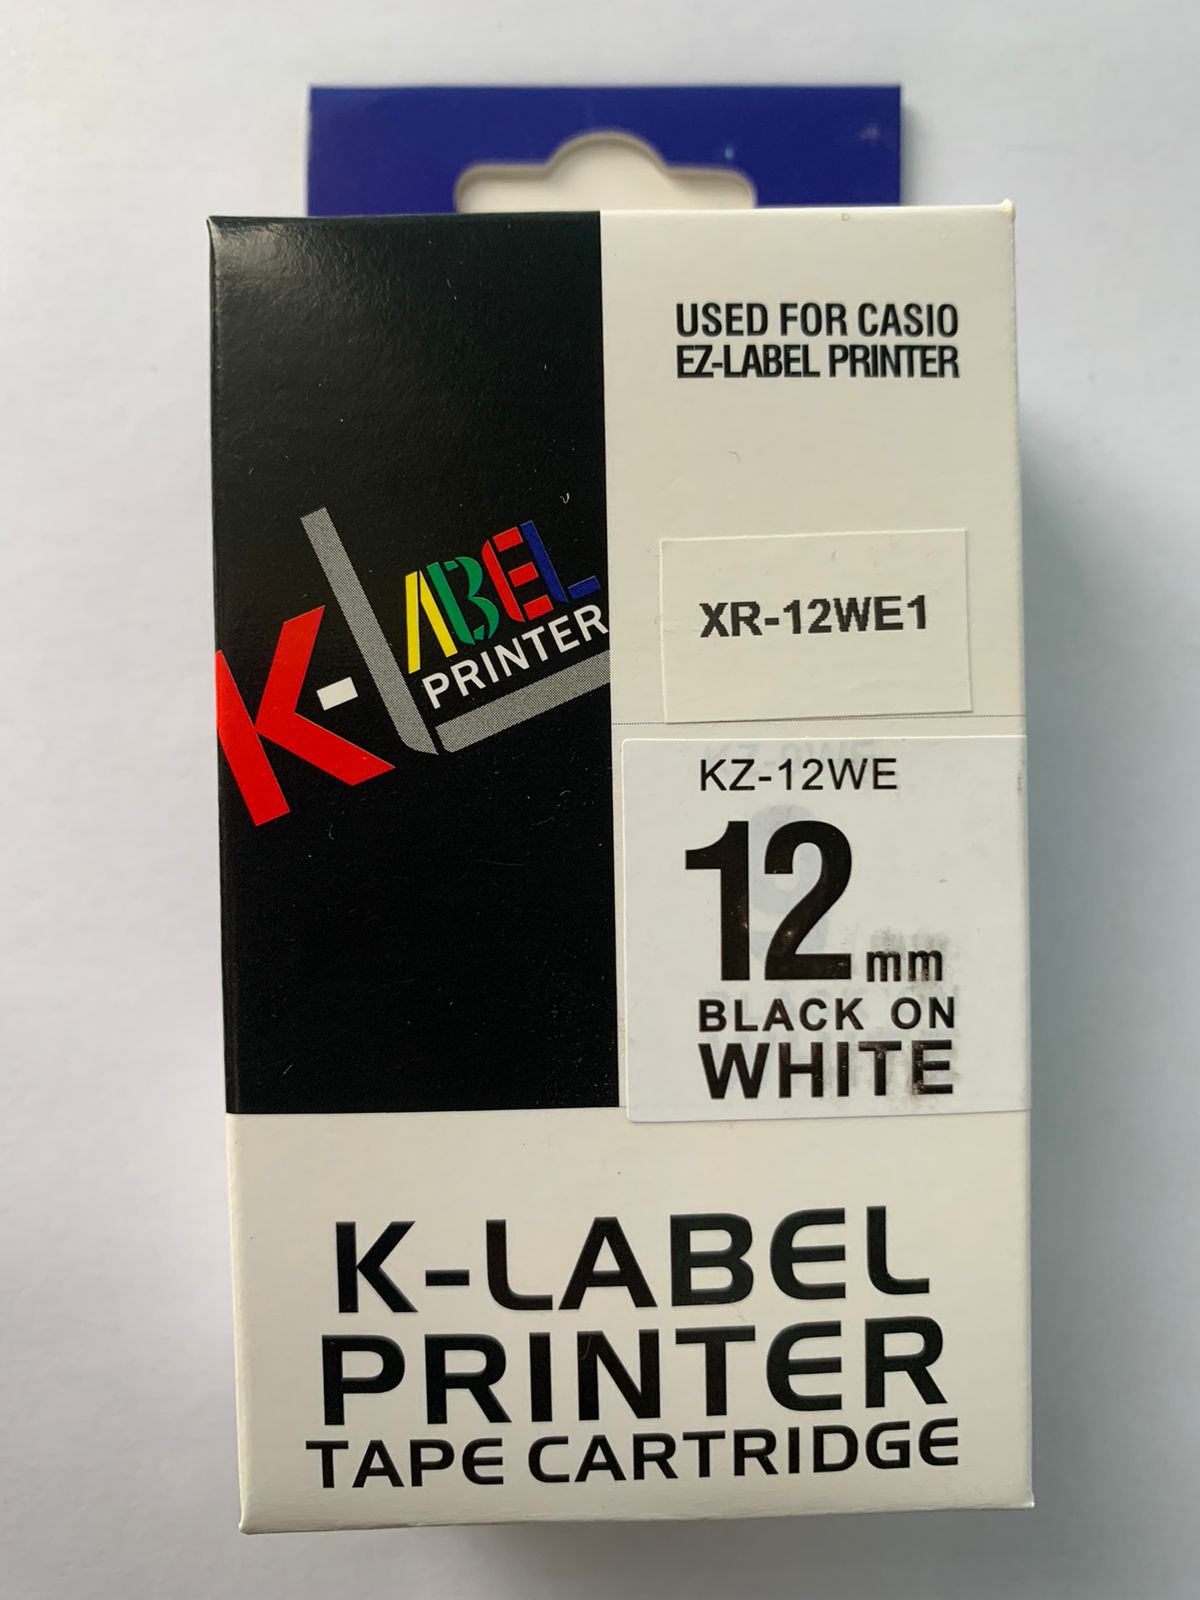 USED FOR CASIO
EZ-LABEL PRINTER
K-LABEL
PRINTER
XR-12WE1
KZ-12WE
12mm
BLACK ON
WHITE
K-LABEL
PRINTER
TAPE CARTRIDGE